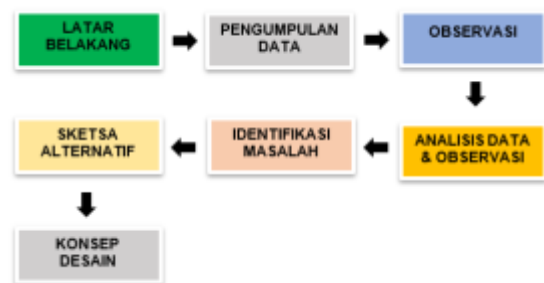 LATAR
BELAKANG
PENGUMPULAN
DATA
OBSERVASI
ANALISIS DATA
& OBSERVASI
IDENTIFIKASI
MASALAH
SKETSA
ALTERNATIF
KONSEP
DESAIN